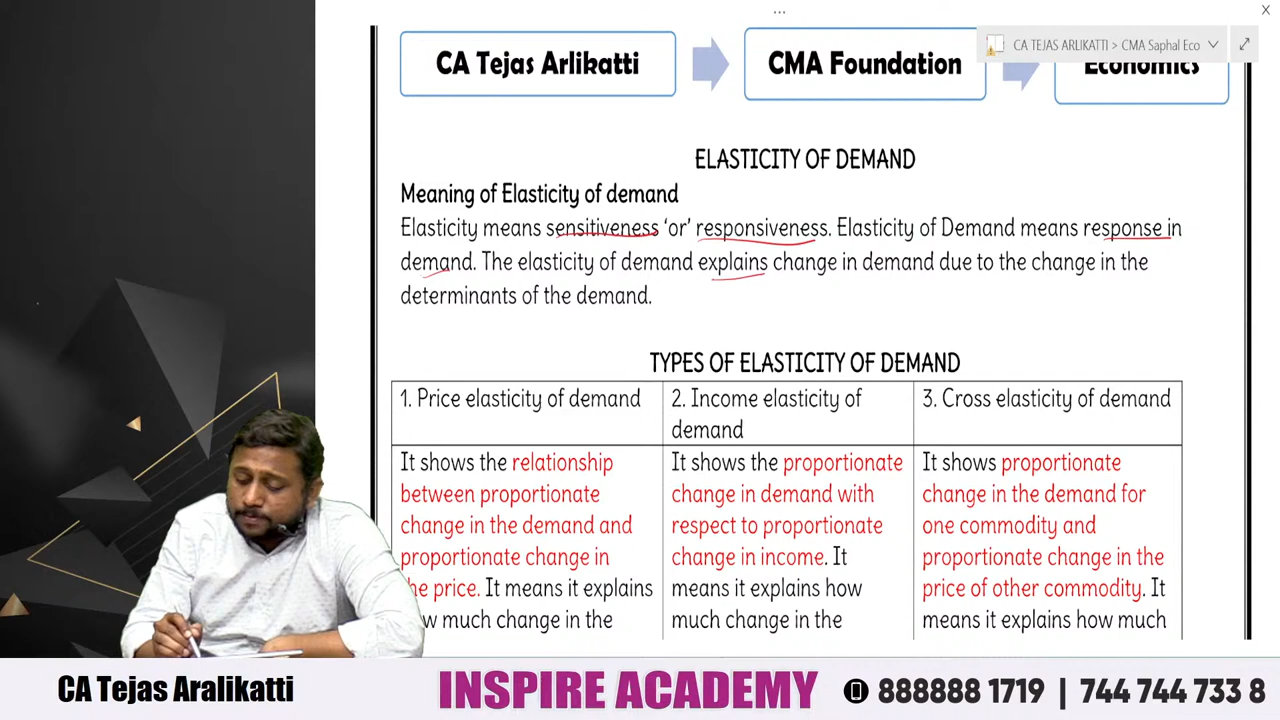 ...
X
CA TEJAS ARLIKATTI > CMA Saphal Eco
CA Tejas Arlikatti
CMA Foundation
Economics
ELASTICITY OF DEMAND
Meaning of Elasticity of demand
Elasticity means sensitiveness ‘or’ responsiveness. Elasticity of Demand means response in
demand. The elasticity of demand explains change in demand due to the change in the
determinants of the demand.
TYPES OF ELASTICITY OF DEMAND
1. Price elasticity of demand
2. Income elasticity of
demand
3. Cross elasticity of demand
It shows the relationship
between proportionate
change in the demand and
proportionate change in
the price. It means it explains
how much change in the
It shows the proportionate
change in demand with
respect to proportionate
change in income. It
means it explains how
much change in the
It shows proportionate
change in the demand for
one commodity and
proportionate change in the
price of other commodity. It
means it explains how much
CA Tejas Aralikatti
INSPIRE ACADEMY
888888 1719 | 744 744 733 8